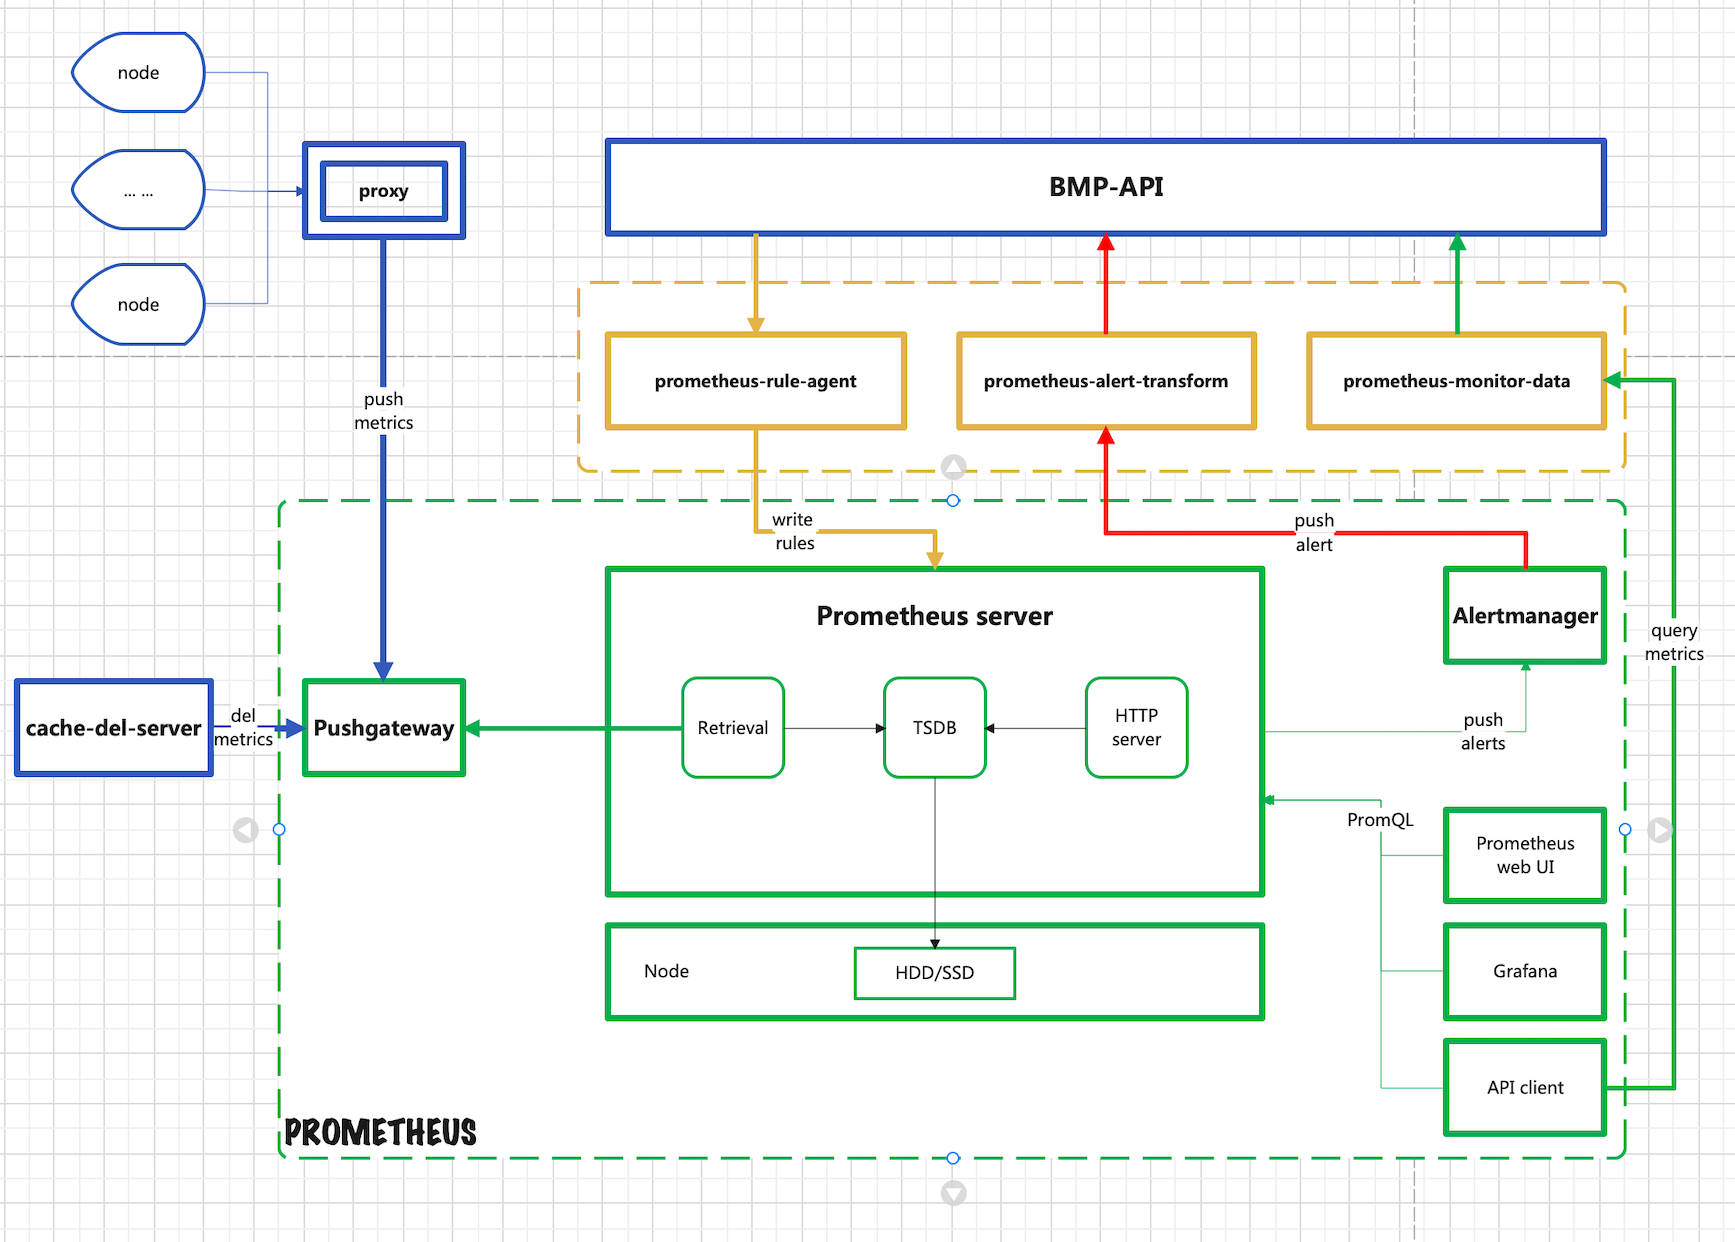 node
... ...
node
proxy
BMP-API
prometheus-rule-agent
prometheus-alert-transform
prometheus-monitor-data
push
metrics
write
rules
push
alert
Prometheus server
Alertmanager
query
metrics
cache-del-server
del
metrics
Pushgateway
Retrieval
TSDB
HTTP
server
push
alerts
PromQL
Prometheus
web UI
Node
HDD/SSD
Grafana
API client
PROMETHEUS